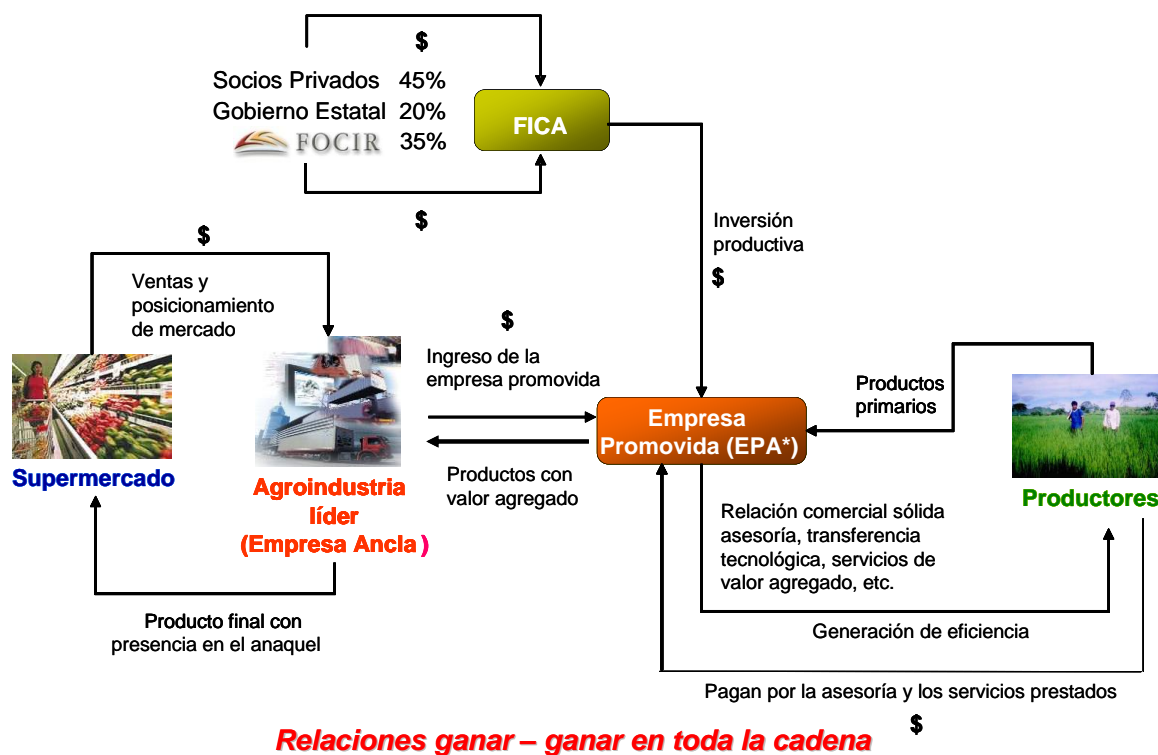 $
Socios Privados 45%
Gobierno Estatal 20%
FOCIR 35%
FICA
$
Inversión
productiva
$
$
Ventas y
posicionamiento
de mercado
$
Ingreso de la
empresa promovida
Productos
primarios
Empresa
Promovida (EPA*)
Supermercado
Productos con
valor agregado
Agroindustria
líder
(Empresa Ancla )
Productores
Relación comercial sólida
asesoría, transferencia
tecnológica, servicios de
valor agregado, etc.
Producto final con
presencia en el anaquel
Generación de eficiencia
Pagan por la asesoría y los servicios prestados
$
Relaciones ganar – ganar en toda la cadena